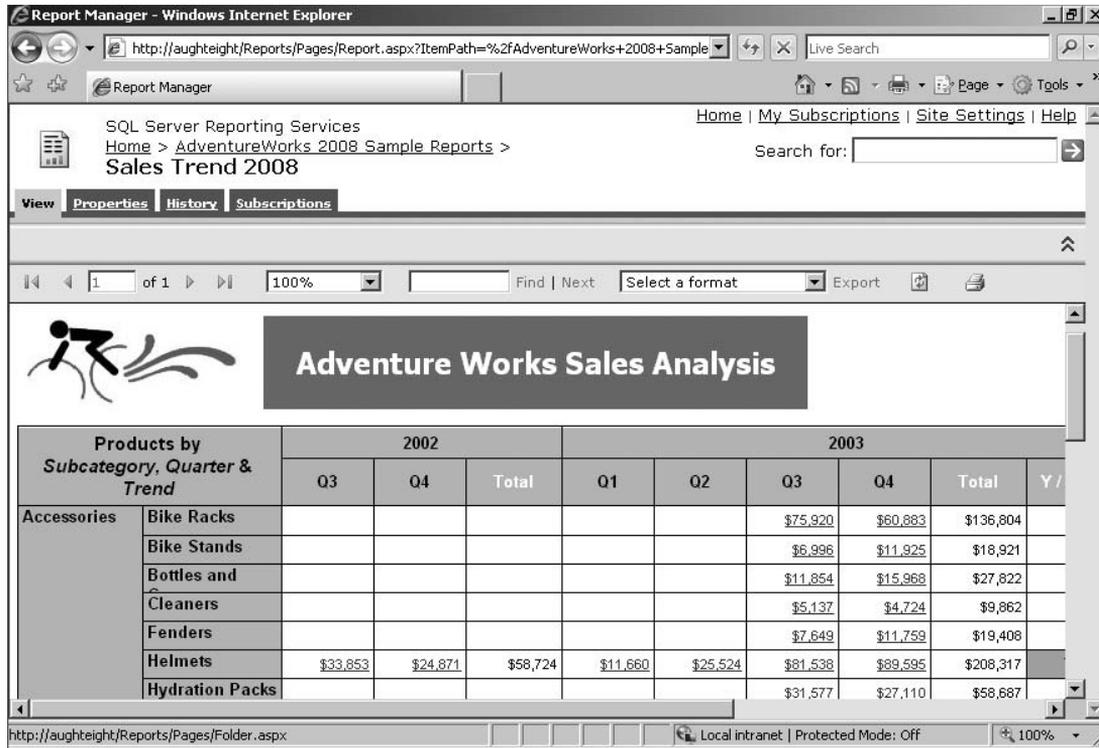 Report Manager - Windows Internet Explorer
http://aughteight/Reports/Pages/Report.aspx?ItemPath=%2fAdventureWorks+2008+Sample
Live Search
Report Manager
Page Tools
SQL Server Reporting Services
Home | My Subscriptions | Site Settings | Help
Home > AdventureWorks 2008 Sample Reports >
Search for:
Sales Trend 2008
View Properties History Subscriptions
1 of 1 100% Find | Next Select a format Export
Adventure Works Sales Analysis
Products by Subcategory, Quarter & Trend
2002 2003
Q3 Q4 Total Q1 Q2 Q3 Q4 Total Y /
Accessories Bike Racks $75,920 $60,883 $136,804
Bike Stands $6,996 $11,925 $18,921
Bottles and $11,854 $15,968 $27,822
Cleaners $5,137 $4,724 $9,862
Fenders $7,649 $11,759 $19,408
Helmets $33,853 $24,871 $58,724 $11,660 $25,524 $81,538 $89,595 $208,317
Hydration Packs $31,577 $27,110 $58,687
http://aughteight/Reports/Pages/Folder.aspx
Local intranet | Protected Mode: Off
100%